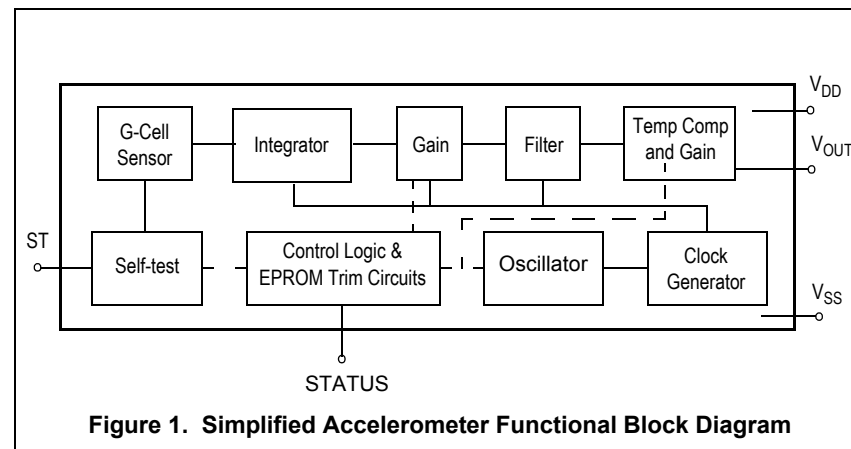 V_DD
G-Cell
Sensor
Integrator
Gain
Filter
Temp Comp
and Gain
V_OUT
ST
Self-test
Control Logic &
EPROM Trim Circuits
Oscillator
Clock
Generator
V_SS
STATUS
Figure 1. Simplified Accelerometer Functional Block Diagram